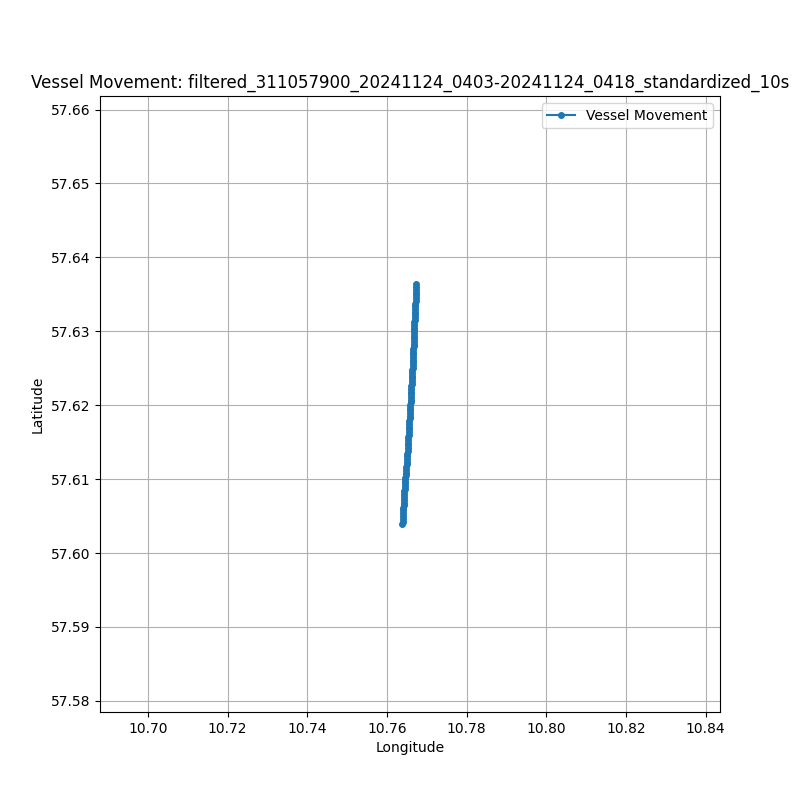 Vessel Movement: filtered_311057900_20241124_0403-20241124_0418_standardized_10s
Vessel Movement
57.66
57.65
57.64
57.63
57.62
57.61
57.60
57.59
57.58
Latitude
10.70 10.72 10.74 10.76 10.78 10.80 10.82 10.84
Longitude